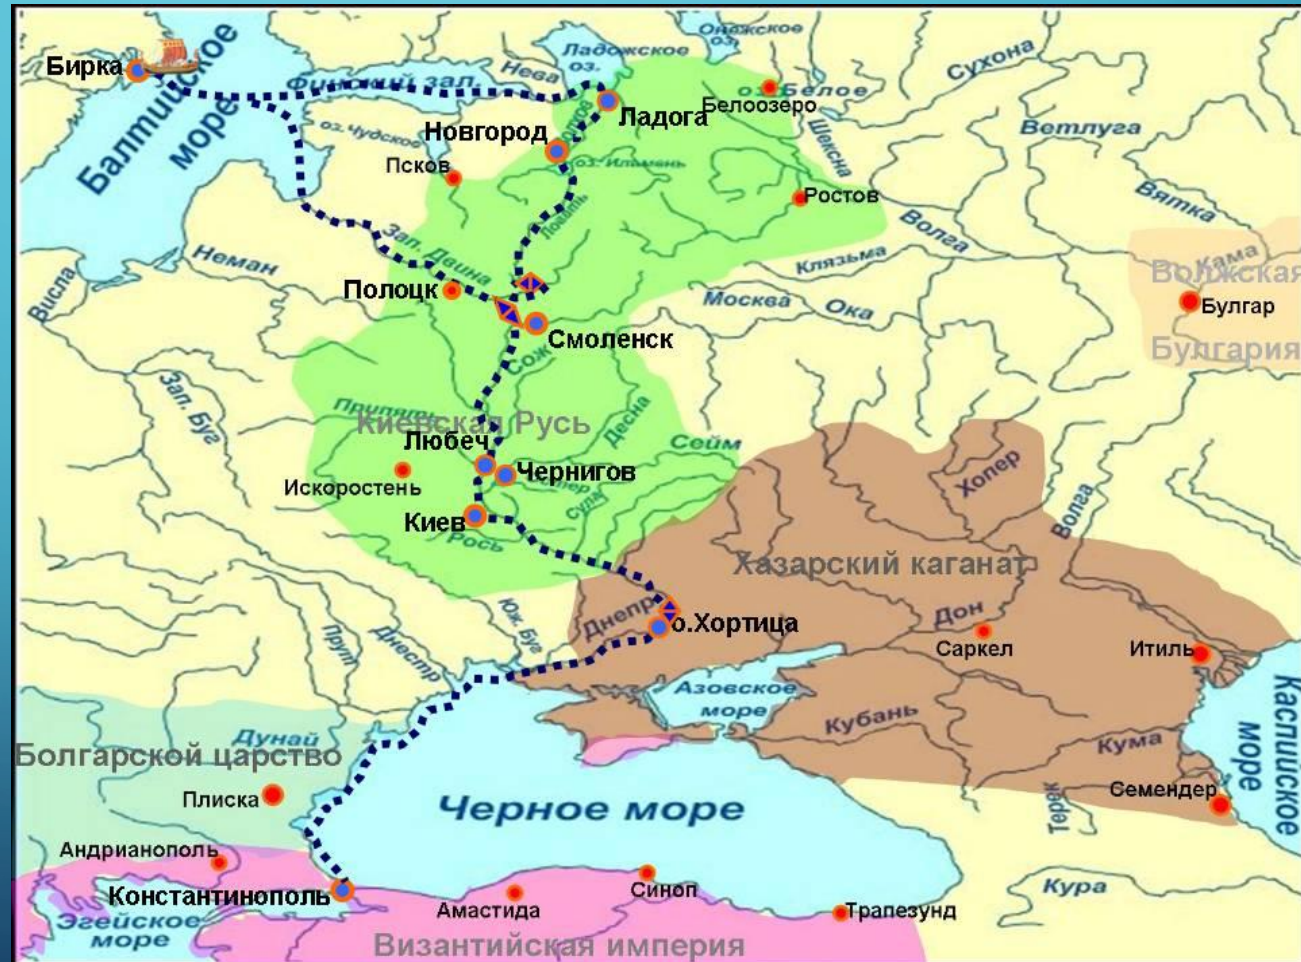 Онежское
оз.
Ладожское
оз.
Сухона
Бирка
Финский зал.
Нева
оз. Белое
Белоозеро
Ладога
Балтийское
море
Новгород
Волхов
оз. Чудское
Псков
оз. Ильмень
Шексна
Ветлуга
Ростов
Вятка
Ловать
Волга
Зап. Двина
Неман
Клязьма
Кама
Волжская
Булгар
Булгария
Висла
Полоцк
Москва
Ока
Смоленск
Сож
Зап. Буг
Припять
Киевская Русь
Десна
Любеч
Сейм
Чернигов
Искоростень
Сула
Хопер
Волга
Киев
Рось
Хазарский каганат
Днепр
о.Хортица
Дон
Саркел
Итиль
Юж. Буг
Днестр
Прут
Азовское
море
Каспийское
море
Кубань
Кума
Дунай
Болгарской царство
Плиска
Черное море
Семендер
Терек
Андрианополь
Константинополь
Эгейское
море
Амастида
Синоп
Трапезунд
Кура
Византийская империя